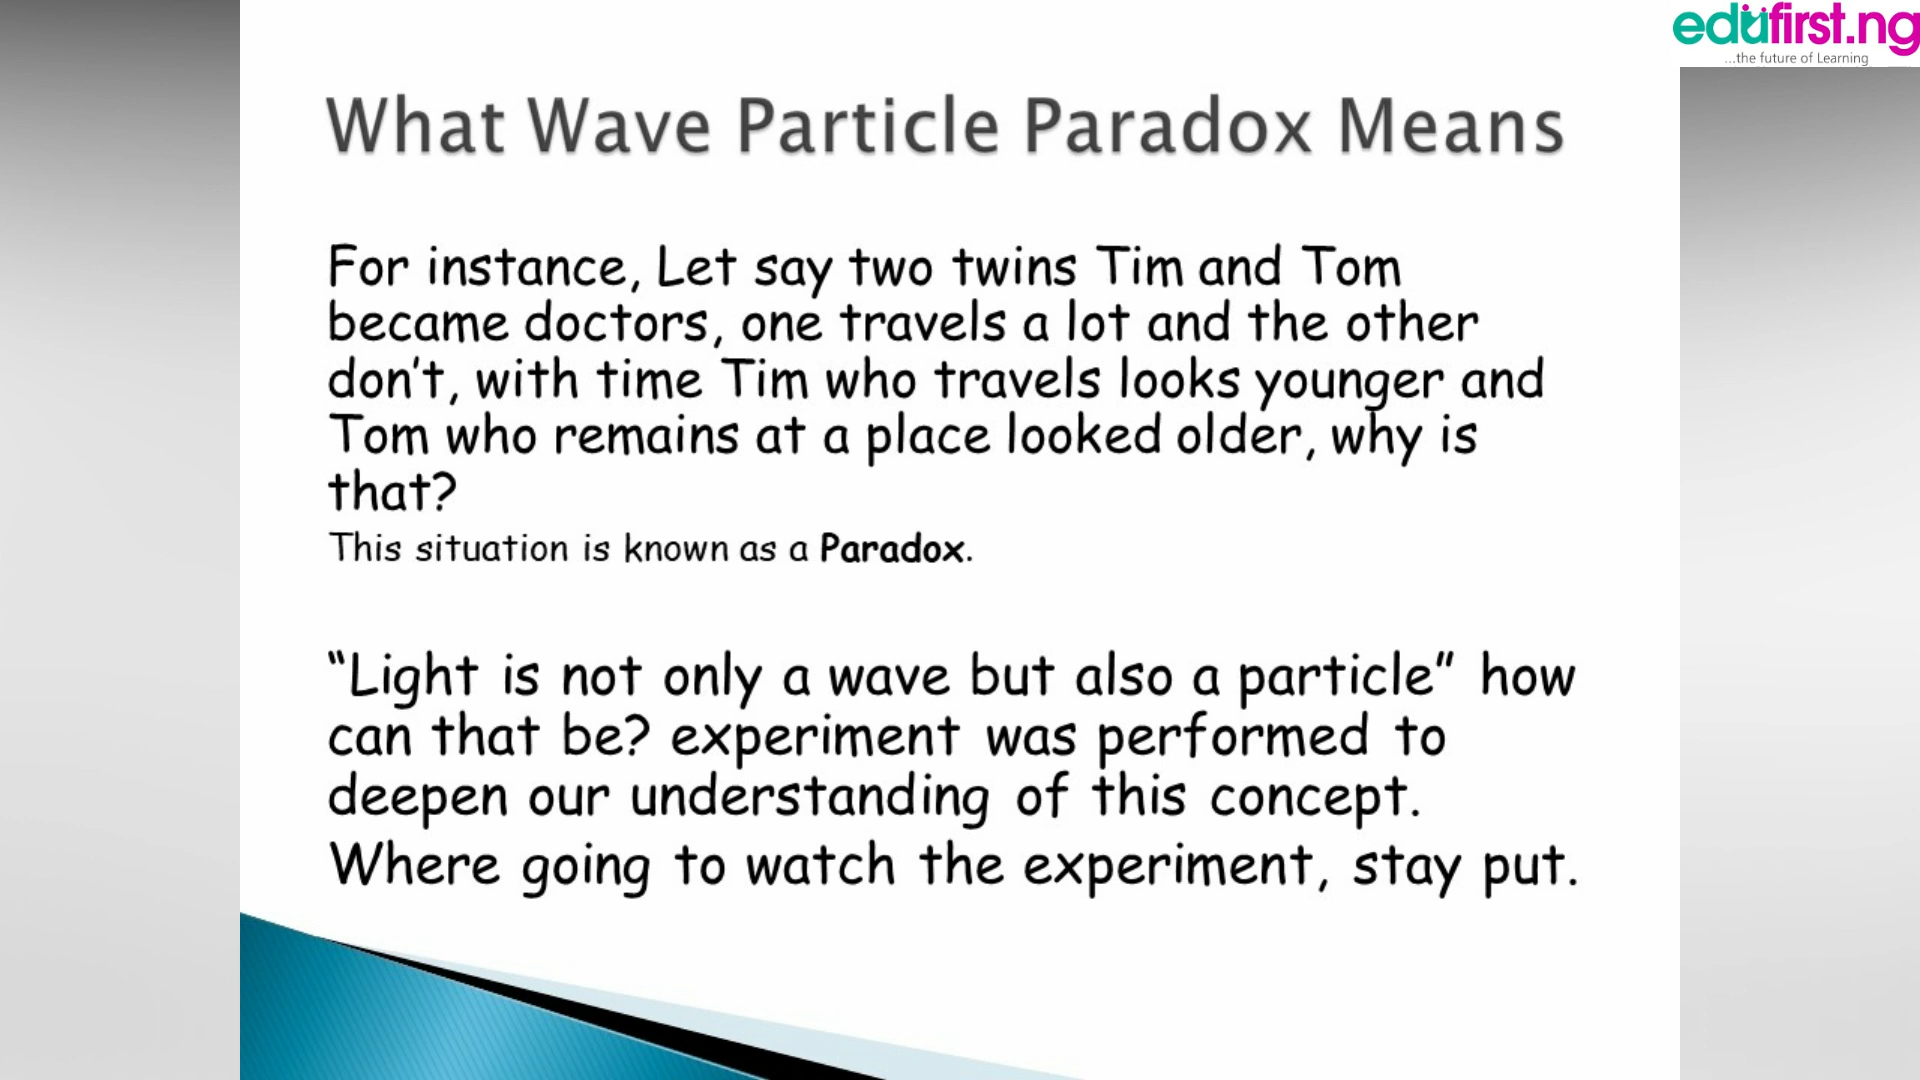 edufirst.ng
...the future of Learning
What Wave Particle Paradox Means
For instance, Let say two twins Tim and Tom
became doctors, one travels a lot and the other
don't, with time Tim who travels looks younger and
Tom who remains at a place looked older, why is
that?
This situation is known as a Paradox.
“Light is not only a wave but also a particle” how
can that be? experiment was performed to
deepen our understanding of this concept.
Where going to watch the experiment, stay put.